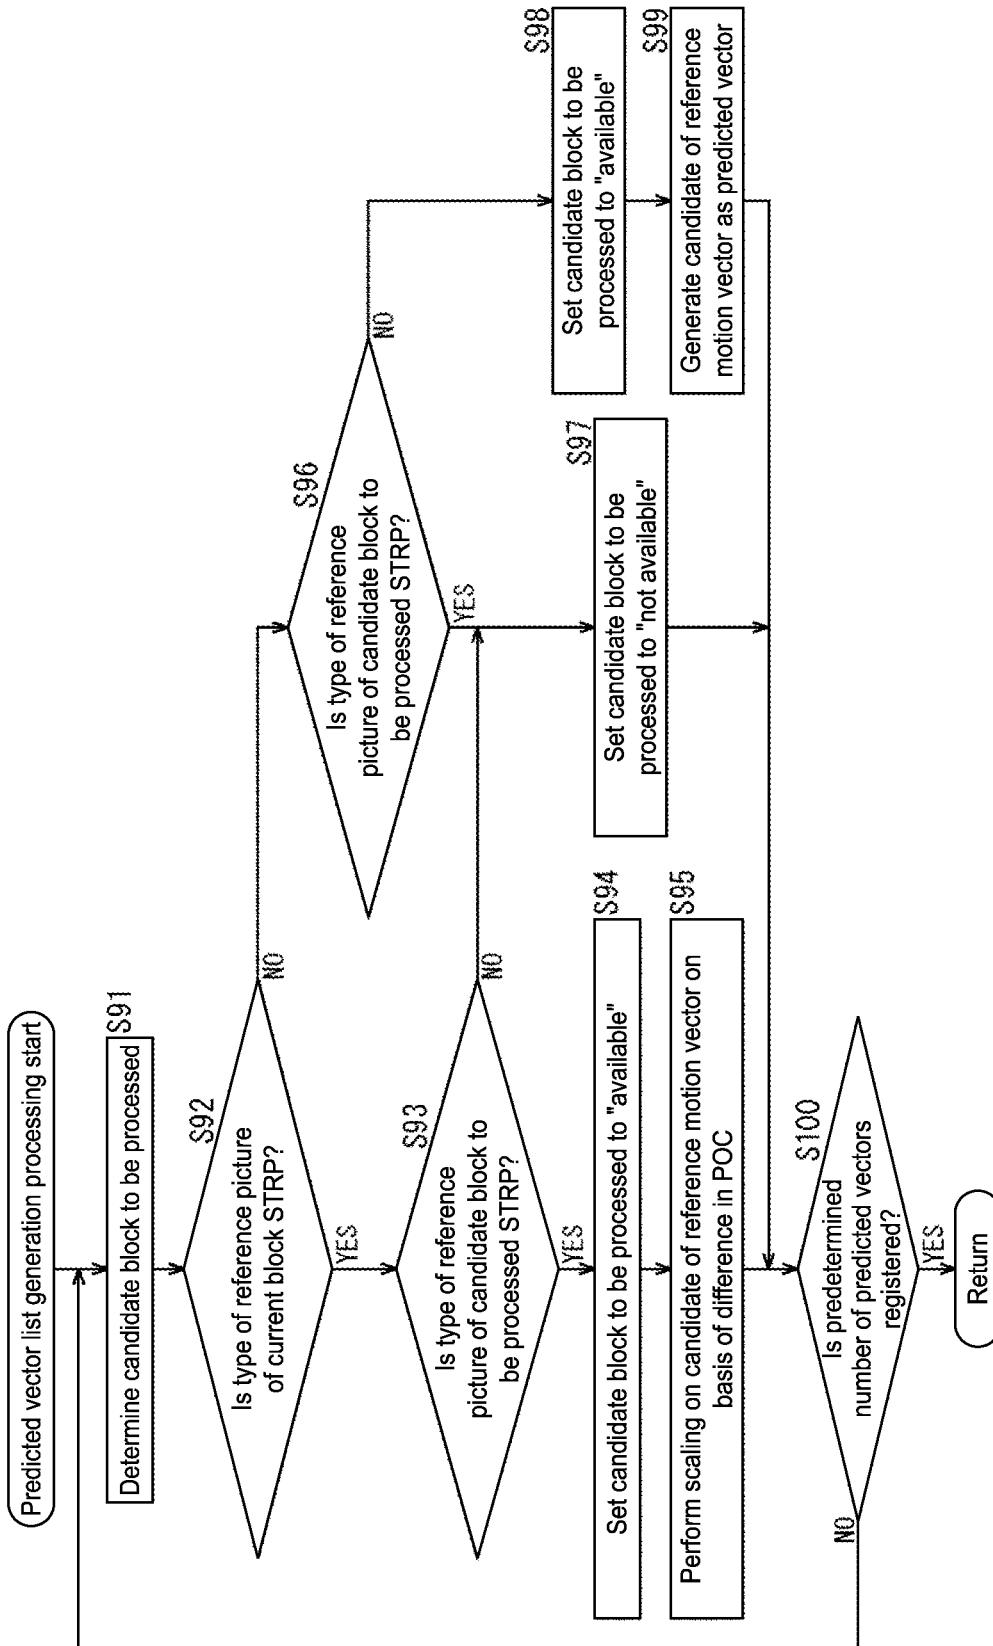 Predicted vector list generation processing start
S91
Determine candidate block to be processed
S92
Is type of reference picture
of current block STRP?
NO
YES
S93
Is type of reference
picture of candidate block to
be processed STRP?
NO
YES
S94
Set candidate block to be processed to "available"
S95
Perform scaling on candidate of reference motion vector on
basis of difference in POC
S96
Is type of reference
picture of candidate block to
be processed STRP?
NO
YES
S97
Set candidate block to be
processed to "not available"
S98
Set candidate block to be
processed to "available"
S99
Generate candidate of reference
motion vector as predicted vector
S100
Is predetermined
number of predicted vectors
registered?
NO
YES
Return